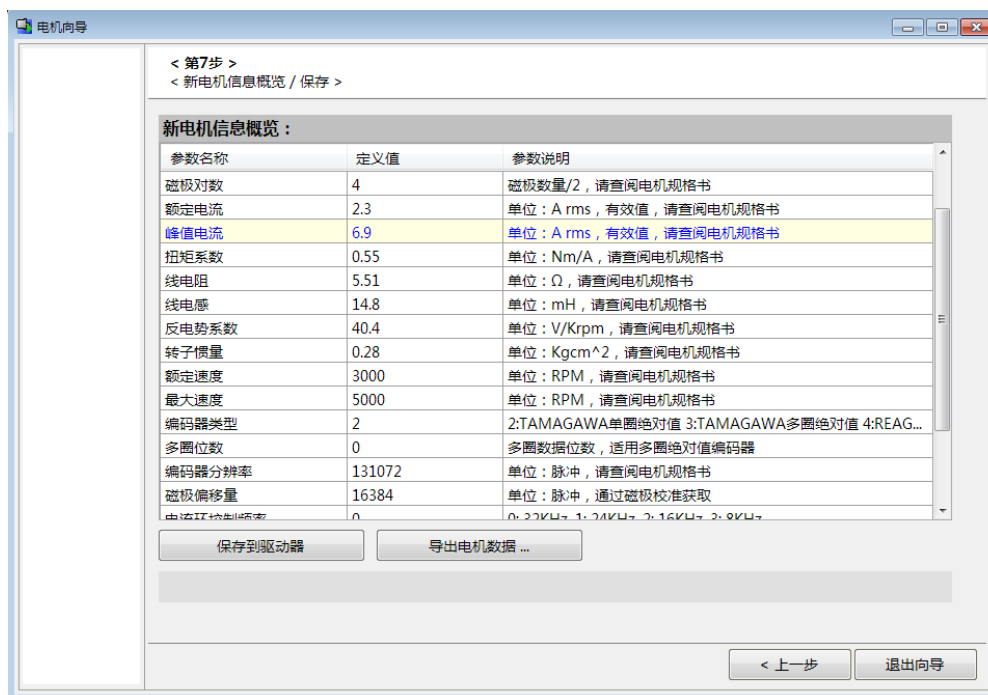 电机向导
< 第7步 >
< 新电机信息概览 / 保存 >
新电机信息概览：
参数名称 定义值 参数说明
磁极对数 4 磁极数量/2，请查阅电机规格书
额定电流 2.3 单位：A rms，有效值，请查阅电机规格书
峰值电流 6.9 单位：A rms，有效值，请查阅电机规格书
扭矩系数 0.55 单位：Nm/A，请查阅电机规格书
线电阻 5.51 单位：Ω，请查阅电机规格书
线电感 14.8 单位：mH，请查阅电机规格书
反电势系数 40.4 单位：V/Krpm，请查阅电机规格书
转子惯量 0.28 单位：Kgcm^2，请查阅电机规格书
额定速度 3000 单位：RPM，请查阅电机规格书
最大速度 5000 单位：RPM，请查阅电机规格书
编码器类型 2 2:TAMAGAWA单圈绝对值 3:TAMAGAWA多圈绝对值 4:REAG...
多圈位数 0 多圈数据位数，适用多圈绝对值编码器
编码器分辨率 131072 单位：脉冲，请查阅电机规格书
磁极偏移量 16384 单位：脉冲，通过磁极校准获取
电流环控制频率 0 0: 32KHz, 1: 24KHz, 2: 16KHz, 3: 8KHz
保存到驱动器 导出电机数据 ...
< 上一步 退出向导